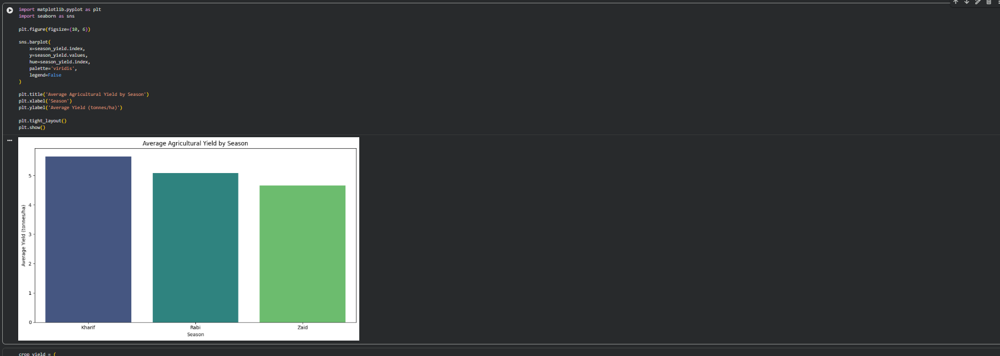 import matplotlib.pyplot as plt
import seaborn as sns
plt.figure(figsize=(10, 6))
sns.barplot(
x=season_yield.index,
y=season_yield.values,
hue=season_yield.index,
palette='viridis',
legend=False
)
plt.title('Average Agricultural Yield by Season')
plt.xlabel('Season')
plt.ylabel('Average Yield (tonnes/ha)')
plt.tight_layout()
plt.show()
Average Agricultural Yield by Season
Average Yield (tonnes/ha)
5
4
3
2
1
0
Kharif Rabi Zaid
Season
crop_yield = (